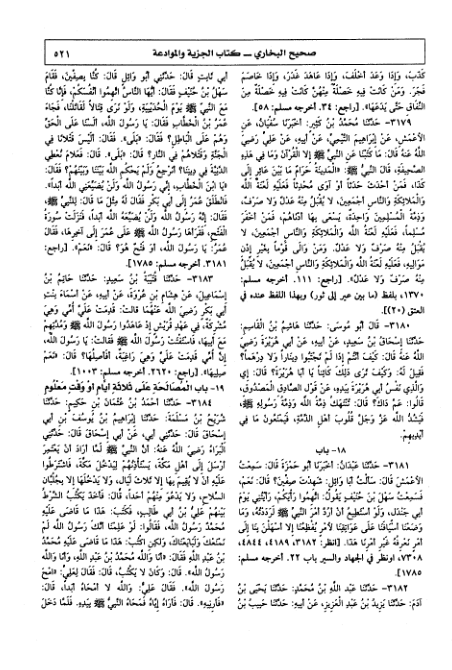 صحيح البخاري ــ كتاب الجزية والموادعة
٥٢١
كَذَبَ، وَإِذَا وَعَدَ أَخْلَفَ، وَإِذَا عَاهَدَ غَدَرَ، وَإِذَا خَاصَمَ
فَجَرَ. وَمَنْ كَانَتْ فِيهِ خَصْلَةٌ مِنْهُنَّ كَانَتْ فِيهِ خَصْلَةٌ مِنَ
النِّفَاقِ حَتَّى يَدَعَهَا». [راجع: ٣٤. أخرجه مسلم: ٥٨].
٣١٧٩- حَدَّثَنَا مُحَمَّدُ بْنُ كَثِيرٍ: أَخْبَرَنَا سُفْيَانُ، عَنِ
الأَعْمَشِ، عَنْ إِبْرَاهِيمَ التَّيْمِيِّ، عَنْ أَبِيهِ، عَنْ عَلِيٍّ رَضِيَ
اللَّهُ عَنْهُ قَالَ: مَا كَتَبْنَا عَنِ النَّبِيِّ ﷺ إِلَّا الْقُرْآنَ وَمَا فِي هَذِهِ
الصَّحِيفَةِ، قَالَ النَّبِيُّ ﷺ: «الْمَدِينَةُ حَرَامٌ مَا بَيْنَ عَائِرٍ إِلَى
كَذَا، فَمَنْ أَحْدَثَ حَدَثًا أَوْ آوَى مُحْدِثًا فَعَلَيْهِ لَعْنَةُ اللَّهِ
وَالْمَلَائِكَةِ وَالنَّاسِ أَجْمَعِينَ، لَا يُقْبَلُ مِنْهُ عَدْلٌ وَلَا صَرْفٌ،
وَذِمَّةُ الْمُسْلِمِينَ وَاحِدَةٌ، يَسْعَى بِهَا أَدْنَاهُمْ، فَمَنْ أَخْفَرَ
مُسْلِمًا، فَعَلَيْهِ لَعْنَةُ اللَّهِ وَالْمَلَائِكَةِ وَالنَّاسِ أَجْمَعِينَ، لَا
يُقْبَلُ مِنْهُ صَرْفٌ وَلَا عَدْلٌ. وَمَنْ وَالَى قَوْمًا بِغَيْرِ إِذْنِ
مَوَالِيهِ، فَعَلَيْهِ لَعْنَةُ اللَّهِ وَالْمَلَائِكَةِ وَالنَّاسِ أَجْمَعِينَ، لَا يُقْبَلُ
مِنْهُ صَرْفٌ وَلَا عَدْلٌ». [راجع: ١١١. أخرجه مسلم:
١٣٧٠، بلفظ (ما بين عير إلى ثور) وبهذا اللفظ عنده في
العتق (٢٠)].
٣١٨٠- قَالَ أَبُو مُوسَى: حَدَّثَنَا هَاشِمُ بْنُ الْقَاسِمِ:
حَدَّثَنَا إِسْحَاقُ بْنُ سَعِيدٍ، عَنْ أَبِيهِ، عَنْ أَبِي هُرَيْرَةَ رَضِيَ
اللَّهُ عَنْهُ قَالَ: كَيْفَ أَنْتُمْ إِذَا لَمْ تَجْتَبُوا دِينَارًا وَلَا دِرْهَمًا؟
فَقِيلَ لَهُ: وَكَيْفَ تَرَى ذَلِكَ كَائِنًا يَا أَبَا هُرَيْرَةَ؟ قَالَ: إِي
وَالَّذِي نَفْسُ أَبِي هُرَيْرَةَ بِيَدِهِ، عَنْ قَوْلِ الصَّادِقِ الْمَصْدُوقِ،
قَالُوا: عَمَّ ذَاكَ؟ قَالَ: تُنْتَهَكُ ذِمَّةُ اللَّهِ وَذِمَّةُ رَسُولِهِ ﷺ،
فَيَشُدُّ اللَّهُ عَزَّ وَجَلَّ قُلُوبَ أَهْلِ الذِّمَّةِ، فَيَمْنَعُونَ مَا فِي
أَيْدِيهِمْ.
١٨- باب
٣١٨١- حَدَّثَنَا عَبْدَانُ: أَخْبَرَنَا أَبُو حَمْزَةَ قَالَ: سَمِعْتُ
الأَعْمَشَ قَالَ: سَأَلْتُ أَبَا وَائِلٍ: شَهِدْتَ صِفِّينَ؟ قَالَ: نَعَمْ،
فَسَمِعْتُ سَهْلَ بْنَ حُنَيْفٍ يَقُولُ: اتَّهِمُوا رَأْيَكُمْ، رَأَيْتُنِي يَوْمَ
أَبِي جَنْدَلٍ، وَلَوْ أَسْتَطِيعُ أَنْ أَرُدَّ أَمْرَ النَّبِيِّ ﷺ لَرَدَدْتُهُ، وَمَا
وَضَعْنَا أَسْيَافَنَا عَلَى عَوَاتِقِنَا لِأَمْرٍ يُفْظِعُنَا إِلَّا أَسْهَلْنَ بِنَا إِلَى
أَمْرٍ نَعْرِفُهُ غَيْرِ أَمْرِنَا هَذَا. [انظر: ٣١٨٢، ٤١٨٩، ٤٨٤٤،
٧٣٠٨، وانظر في الجهاد والسير باب ٢٢. أخرجه مسلم:
١٧٨٥].
٣١٨٢- حَدَّثَنَا عَبْدُ اللَّهِ بْنُ مُحَمَّدٍ: حَدَّثَنَا يَحْيَى بْنُ
آدَمَ: حَدَّثَنَا يَزِيدُ بْنُ عَبْدِ الْعَزِيزِ، عَنْ أَبِيهِ: حَدَّثَنَا حَبِيبُ بْنُ
أَبِي ثَابِتٍ قَالَ: حَدَّثَنِي أَبُو وَائِلٍ قَالَ: كُنَّا بِصِفِّينَ، فَقَامَ
سَهْلُ بْنُ حُنَيْفٍ فَقَالَ: أَيُّهَا النَّاسُ اتَّهِمُوا أَنْفُسَكُمْ، فَإِنَّا كُنَّا
مَعَ النَّبِيِّ ﷺ يَوْمَ الْحُدَيْبِيَةِ، وَلَوْ نَرَى قِتَالًا لَقَاتَلْنَا، فَجَاءَ
عُمَرُ بْنُ الْخَطَّابِ فَقَالَ: يَا رَسُولَ اللَّهِ، أَلَسْنَا عَلَى الْحَقِّ
وَهُمْ عَلَى الْبَاطِلِ؟ فَقَالَ: «بَلَى». فَقَالَ: أَلَيْسَ قَتْلَانَا فِي
الْجَنَّةِ وَقَتْلَاهُمْ فِي النَّارِ؟ قَالَ: «بَلَى». قَالَ: فَعَلَامَ نُعْطِي
الدَّنِيَّةَ فِي دِينِنَا؟ أَنَرْجِعُ وَلَمْ يَحْكُمِ اللَّهُ بَيْنَنَا وَبَيْنَهُمْ؟ فَقَالَ:
«يَا ابْنَ الْخَطَّابِ، إِنِّي رَسُولُ اللَّهِ وَلَنْ يُضَيِّعَنِي اللَّهُ أَبَدًا».
فَانْطَلَقَ عُمَرُ إِلَى أَبِي بَكْرٍ فَقَالَ لَهُ مِثْلَ مَا قَالَ: لِلنَّبِيِّ ﷺ،
فَقَالَ: إِنَّهُ رَسُولُ اللَّهِ وَلَنْ يُضَيِّعَهُ اللَّهُ أَبَدًا، فَنَزَلَتْ سُورَةُ
الْفَتْحِ، فَقَرَأَهَا رَسُولُ اللَّهِ ﷺ عَلَى عُمَرَ إِلَى آخِرِهَا، فَقَالَ
عُمَرُ: يَا رَسُولَ اللَّهِ، أَوَ فَتْحٌ هُوَ؟ قَالَ: «نَعَمْ». [راجع:
٣١٨١. أخرجه مسلم: ١٧٨٥].
٣١٨٣- حَدَّثَنَا قُتَيْبَةُ بْنُ سَعِيدٍ: حَدَّثَنَا حَاتِمُ بْنُ
إِسْمَاعِيلَ، عَنْ هِشَامِ بْنِ عُرْوَةَ، عَنْ أَبِيهِ، عَنْ أَسْمَاءَ بِنْتِ
أَبِي بَكْرٍ رَضِيَ اللَّهُ عَنْهُمَا قَالَتْ: قَدِمَتْ عَلَيَّ أُمِّي وَهِيَ
مُشْرِكَةٌ، فِي عَهْدِ قُرَيْشٍ إِذْ عَاهَدُوا رَسُولَ اللَّهِ ﷺ وَمُدَّتِهِمْ
مَعَ أَبِيهَا، فَاسْتَفْتَتْ رَسُولَ اللَّهِ ﷺ فَقَالَتْ: يَا رَسُولَ اللَّهِ،
إِنَّ أُمِّي قَدِمَتْ عَلَيَّ وَهِيَ رَاغِبَةٌ، أَفَأَصِلُهَا؟ قَالَ: «نَعَمْ
صِلِيهَا». [راجع: ٢٦٢٠. أخرجه مسلم: ١٠٠٣].
١٩- باب الْمُصَالَحَةِ عَلَى ثَلَاثَةِ أَيَّامٍ أَوْ وَقْتٍ مَعْلُومٍ
٣١٨٤- حَدَّثَنَا أَحْمَدُ بْنُ عُثْمَانَ بْنِ حَكِيمٍ: حَدَّثَنَا
شُرَيْحُ بْنُ مَسْلَمَةَ: حَدَّثَنَا إِبْرَاهِيمُ بْنُ يُوسُفَ بْنِ أَبِي
إِسْحَاقَ قَالَ: حَدَّثَنِي أَبِي، عَنْ أَبِي إِسْحَاقَ قَالَ: حَدَّثَنِي
الْبَرَاءُ رَضِيَ اللَّهُ عَنْهُ: أَنَّ النَّبِيَّ ﷺ لَمَّا أَرَادَ أَنْ يَعْتَمِرَ
أَرْسَلَ إِلَى أَهْلِ مَكَّةَ، يَسْتَأْذِنُهُمْ لِيَدْخُلَ مَكَّةَ، فَاشْتَرَطُوا
عَلَيْهِ أَنْ لَا يُقِيمَ بِهَا إِلَّا ثَلَاثَ لَيَالٍ، وَلَا يَدْخُلَهَا إِلَّا بِجُلُبَّانِ
السِّلَاحِ، وَلَا يَدْعُوَ مِنْهُمْ أَحَدًا، قَالَ: فَأَخَذَ يَكْتُبُ الشَّرْطَ
بَيْنَهُمْ عَلِيُّ بْنُ أَبِي طَالِبٍ، فَكَتَبَ: هَذَا مَا قَاضَى عَلَيْهِ
مُحَمَّدٌ رَسُولُ اللَّهِ، فَقَالُوا: لَوْ عَلِمْنَا أَنَّكَ رَسُولُ اللَّهِ لَمْ
نَمْنَعْكَ وَلَبَايَعْنَاكَ، وَلَكِنِ اكْتُبْ: هَذَا مَا قَاضَى عَلَيْهِ مُحَمَّدُ
بْنُ عَبْدِ اللَّهِ فَقَالَ: «أَنَا وَاللَّهِ مُحَمَّدُ بْنُ عَبْدِ اللَّهِ، وَأَنَا وَاللَّهِ
رَسُولُ اللَّهِ». قَالَ: وَكَانَ لَا يَكْتُبُ، قَالَ: فَقَالَ لِعَلِيٍّ: «امْحَ
رَسُولَ اللَّهِ». فَقَالَ: عَلِيٌّ: وَاللَّهِ لَا أَمْحَاهُ أَبَدًا، قَالَ:
«فَأَرِنِيهِ». قَالَ: فَأَرَاهُ إِيَّاهُ فَمَحَاهُ النَّبِيُّ ﷺ بِيَدِهِ. فَلَمَّا دَخَلَ